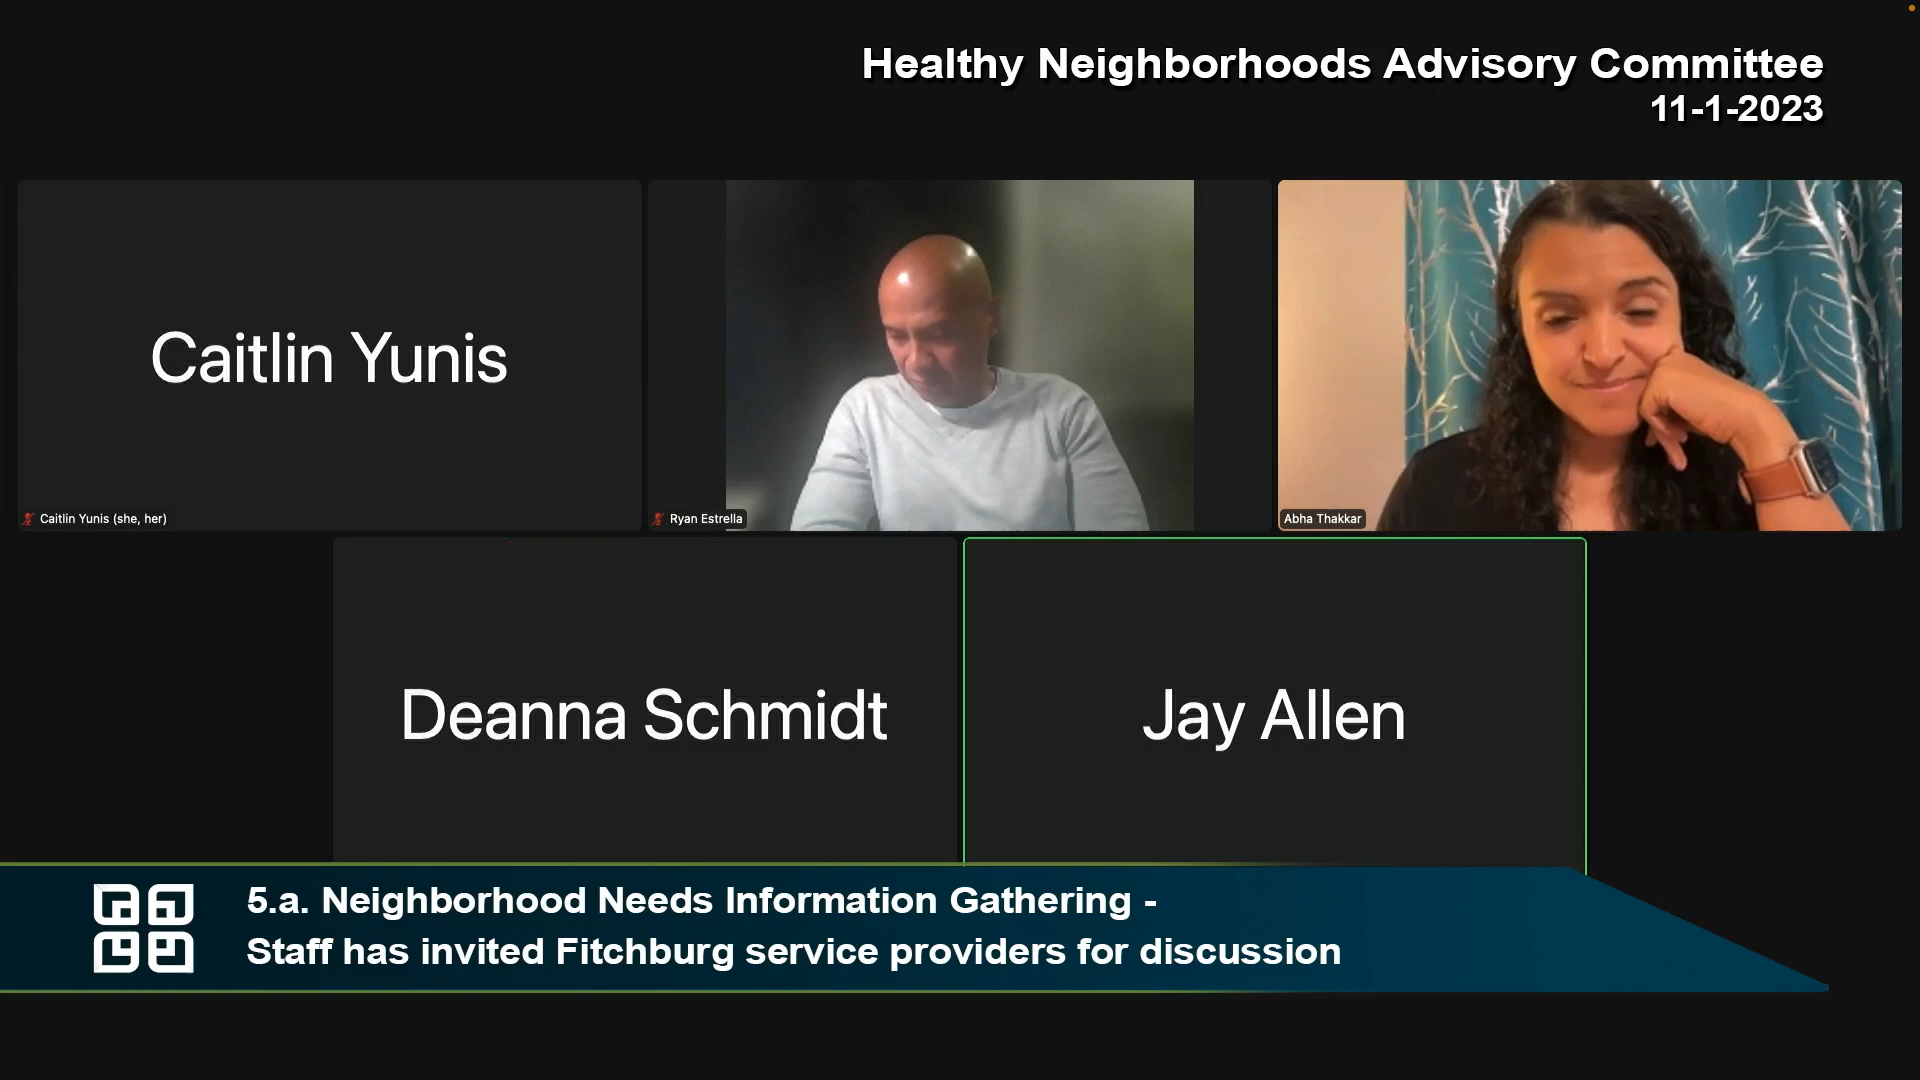 Healthy Neighborhoods Advisory Committee
11-1-2023
Caitlin Yunis
Caitlin Yunis (she, her)
Ryan Estrella
Abha Thakkar
Deanna Schmidt
Jay Allen
5.a. Neighborhood Needs Information Gathering -
Staff has invited Fitchburg service providers for discussion